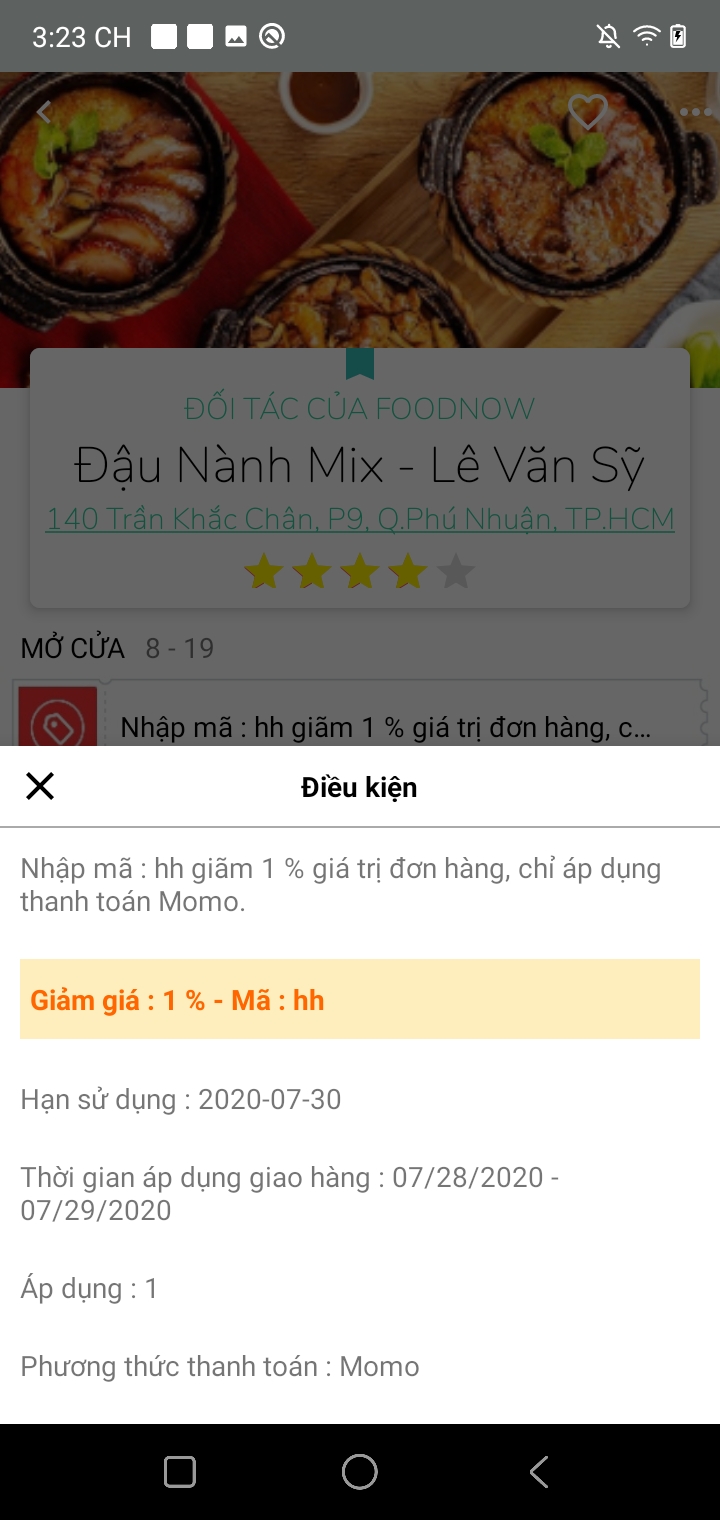 3:23 CH
ĐỐI TÁC CỦA FOODNOW
Đậu Nành Mix - Lê Văn Sỹ
140 Trần Khắc Chân, P9, Q.Phú Nhuận, TP.HCM
MỞ CỬA 8 - 19
Nhập mã : hh giãm 1 % giá trị đơn hàng, c...
Điều kiện
Nhập mã : hh giãm 1 % giá trị đơn hàng, chỉ áp dụng
thanh toán Momo.
Giảm giá : 1 % - Mã : hh
Hạn sử dụng : 2020-07-30
Thời gian áp dụng giao hàng : 07/28/2020 -
07/29/2020
Áp dụng : 1
Phương thức thanh toán : Momo